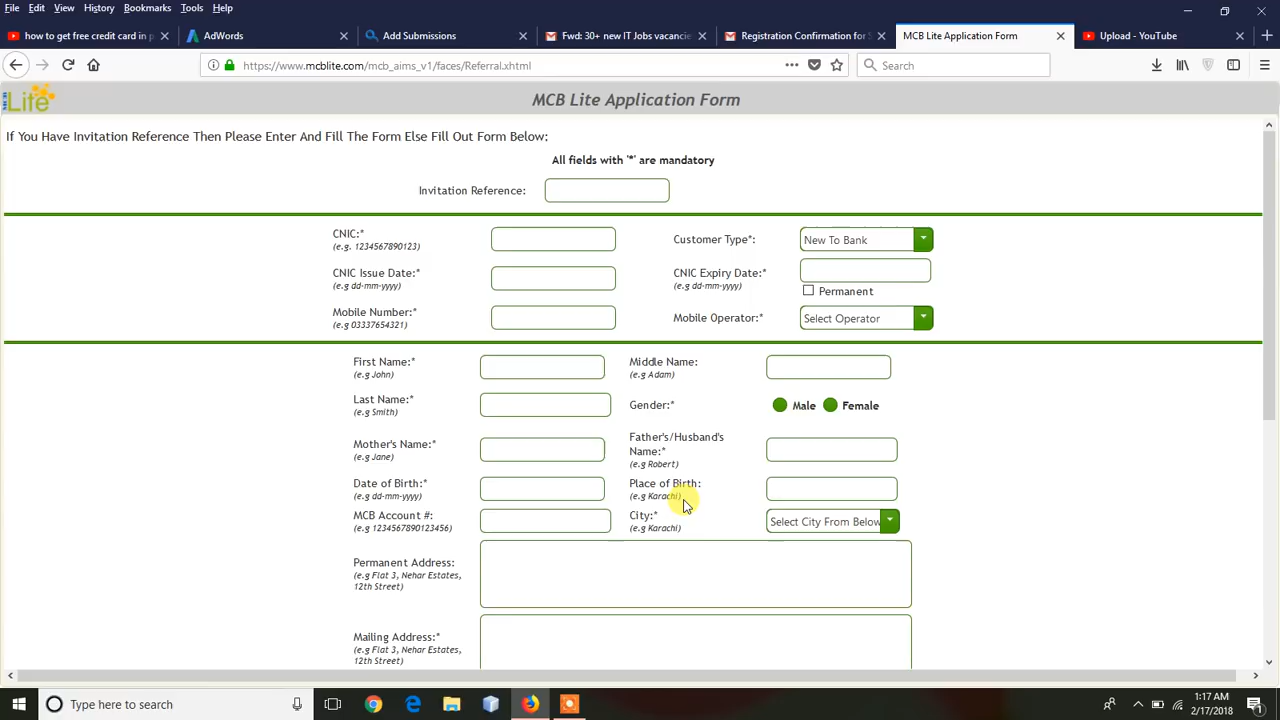 File Edit View History Bookmarks Tools Help
how to get free credit card in p
AdWords
Add Submissions
Fwd: 30+ new IT Jobs vacancie
Registration Confirmation for S
MCB Lite Application Form
Upload - YouTube
https://www.mcblite.com/mcb_aims_v1/faces/Referral.xhtml
Search
Lite
MCB Lite Application Form
If You Have Invitation Reference Then Please Enter And Fill The Form Else Fill Out Form Below:
All fields with '*' are mandatory
Invitation Reference:
CNIC:*
(e.g. 1234567890123)
Customer Type*:
New To Bank
CNIC Issue Date:*
(e.g dd-mm-yyyy)
CNIC Expiry Date:*
(e.g dd-mm-yyyy)
Permanent
Mobile Number:*
(e.g 03337654321)
Mobile Operator:*
Select Operator
First Name:*
(e.g John)
Middle Name:
(e.g Adam)
Last Name:*
(e.g Smith)
Gender:*
Male
Female
Mother's Name:*
(e.g Jane)
Father's/Husband's
Name:*
(e.g Robert)
Date of Birth:*
(e.g dd-mm-yyyy)
Place of Birth:
(e.g Karachi)
MCB Account #:
(e.g 1234567890123456)
City:*
(e.g Karachi)
Select City From Below
Permanent Address:
(e.g Flat 3, Nehar Estates,
12th Street)
Mailing Address:*
(e.g Flat 3, Nehar Estates,
12th Street)
Type here to search
1:17 AM
2/17/2018